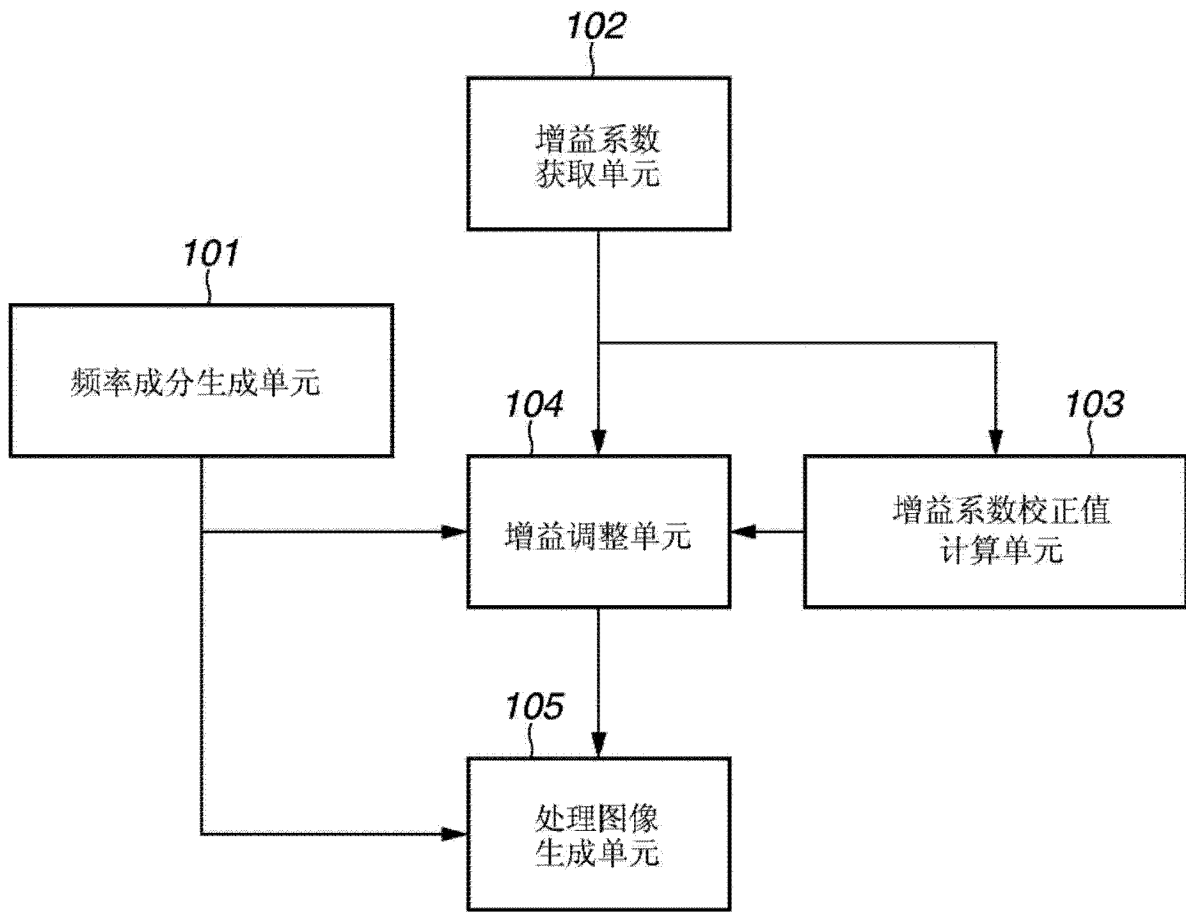 102
增益系数
获取单元
101
频率成分生成单元
104
增益调整单元
103
增益系数校正值
计算单元
105
处理图像
生成单元